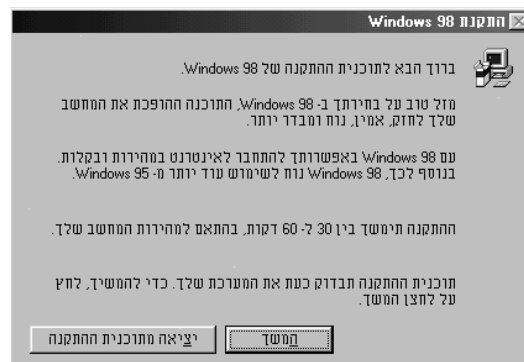 התקנת Windows 98
ברוך הבא לתוכנית ההתקנה של Windows 98.
מזל טוב על בחירתך ב- Windows 98, התוכנה ההופכת את המחשב
שלך לחזק, אמין, נוח ומבדר יותר.
עם Windows 98 באפשרותך להתחבר לאינטרנט במהירות ובקלות.
בנוסף לכך, Windows 98 נוח לשימוש עוד יותר מ- Windows 95.
ההתקנה תימשך בין 30 ל- 60 דקות, בהתאם למהירות המחשב שלך.
תוכנית ההתקנה תבדוק כעת את המערכת שלך. כדי להמשיך, לחץ
על לחצן המשך.
המשך
יציאה מתוכנית ההתקנה